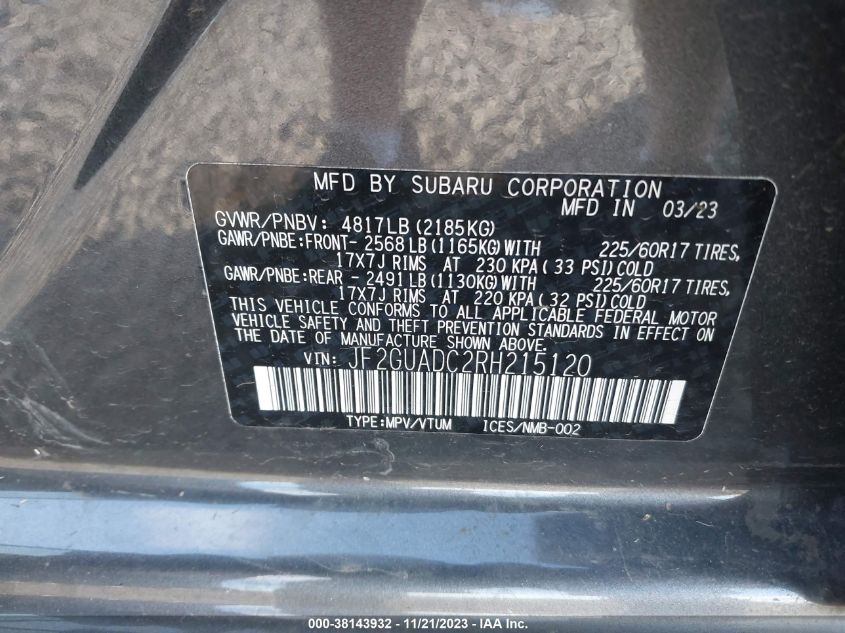 MFD BY SUBARU CORPORATION
MFD IN 03/23
GVWR/PNBV: 4817LB (2185KG)
GAWR/PNBE:FRONT- 2568 LB (1165KG) WITH 225/60R17 TIRES,
17X7J RIMS AT 230 KPA ( 33 PSI) COLD
GAWR/PNBE:REAR - 2491 LB (1130KG) WITH 225/60R17 TIRES,
17X7J RIMS AT 220 KPA ( 32 PSI) COLD
THIS VEHICLE CONFORMS TO ALL APPLICABLE FEDERAL MOTOR
VEHICLE SAFETY AND THEFT PREVENTION STANDARDS IN EFFECT ON
THE DATE OF MANUFACTURE SHOWN ABOVE.
VIN: JF2GUADC2RH215120
TYPE:MPV/VTUM ICES/NMB-002
000-38143932 - 11/21/2023 - IAA Inc.